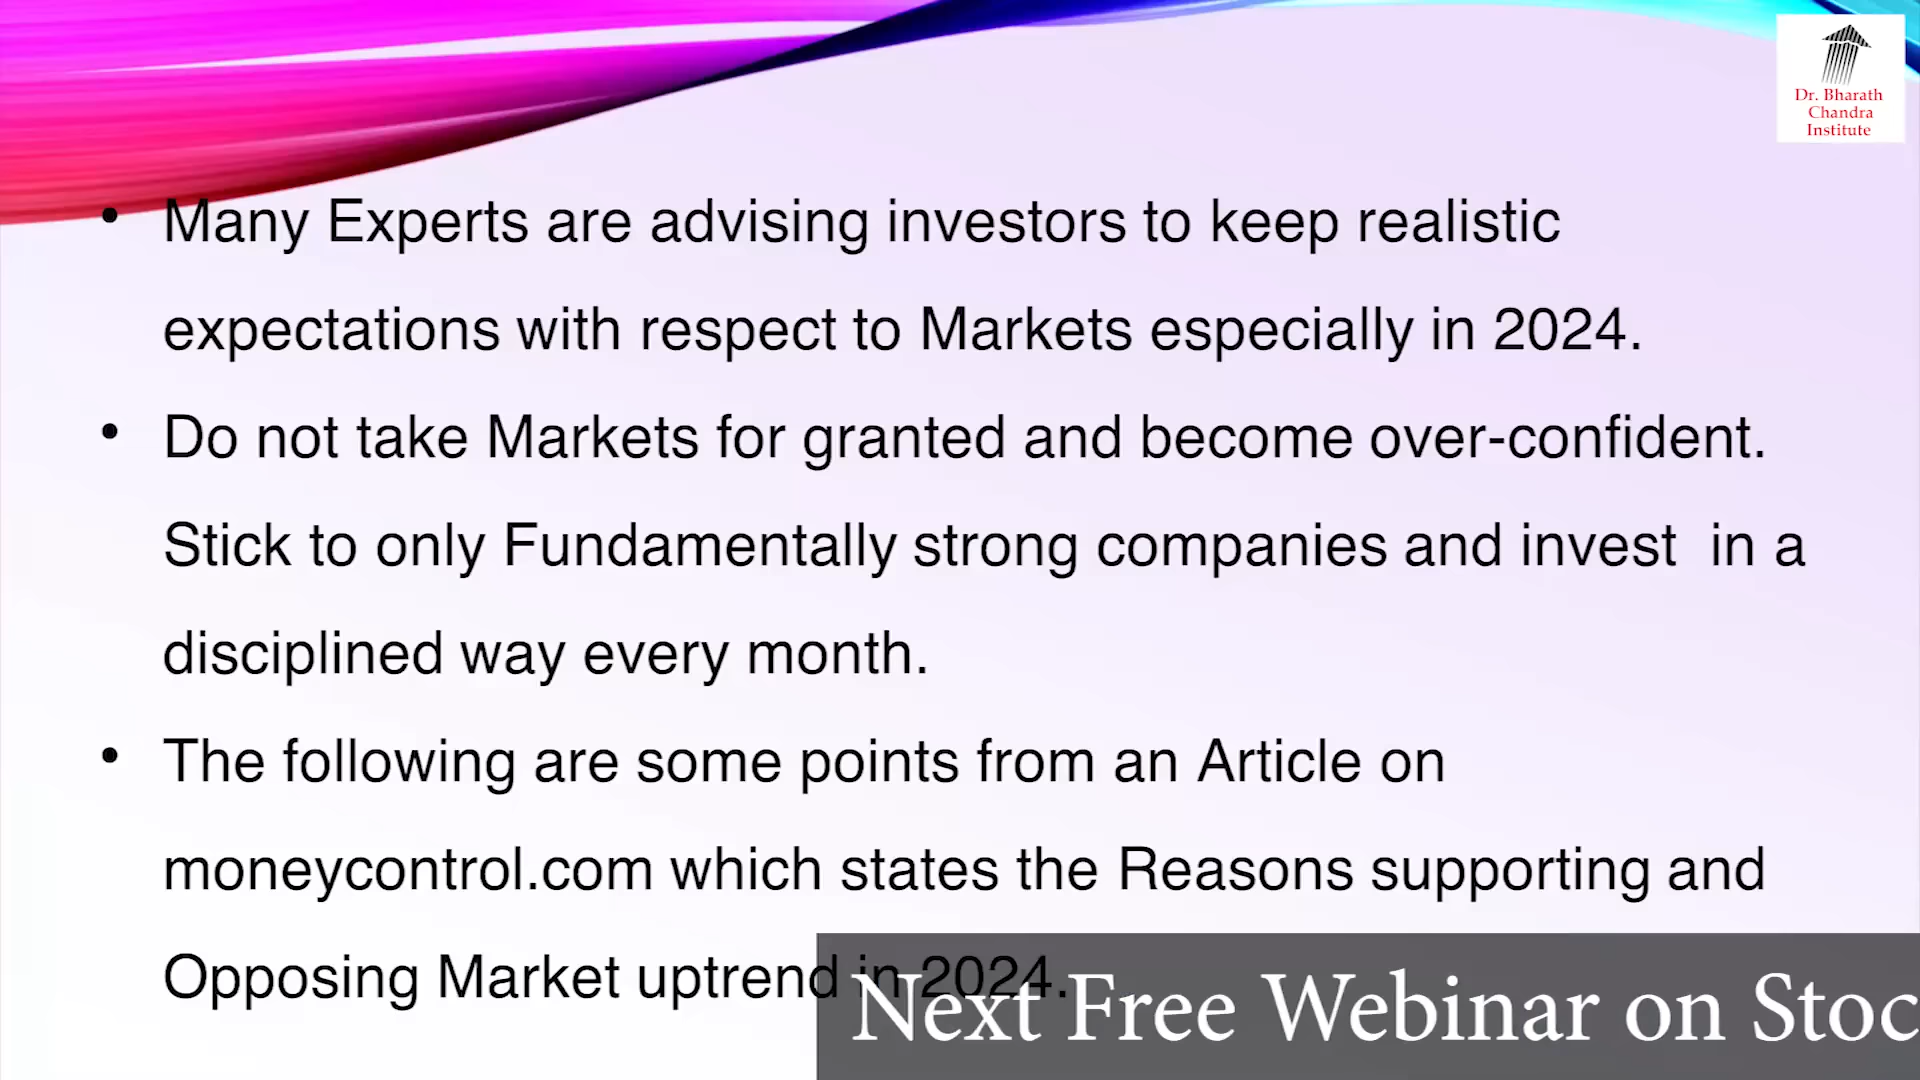 Dr. Bharath
Chandra
Institute
• Many Experts are advising investors to keep realistic
expectations with respect to Markets especially in 2024.
• Do not take Markets for granted and become over-confident.
Stick to only Fundamentally strong companies and invest  in a
disciplined way every month.
• The following are some points from an Article on
moneycontrol.com which states the Reasons supporting and
Opposing Market uptrend in 2024.
Next Free Webinar on Stoc